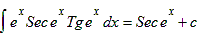 ∫ e^x Sec e^x Tg e^x dx = Sec e^x + c